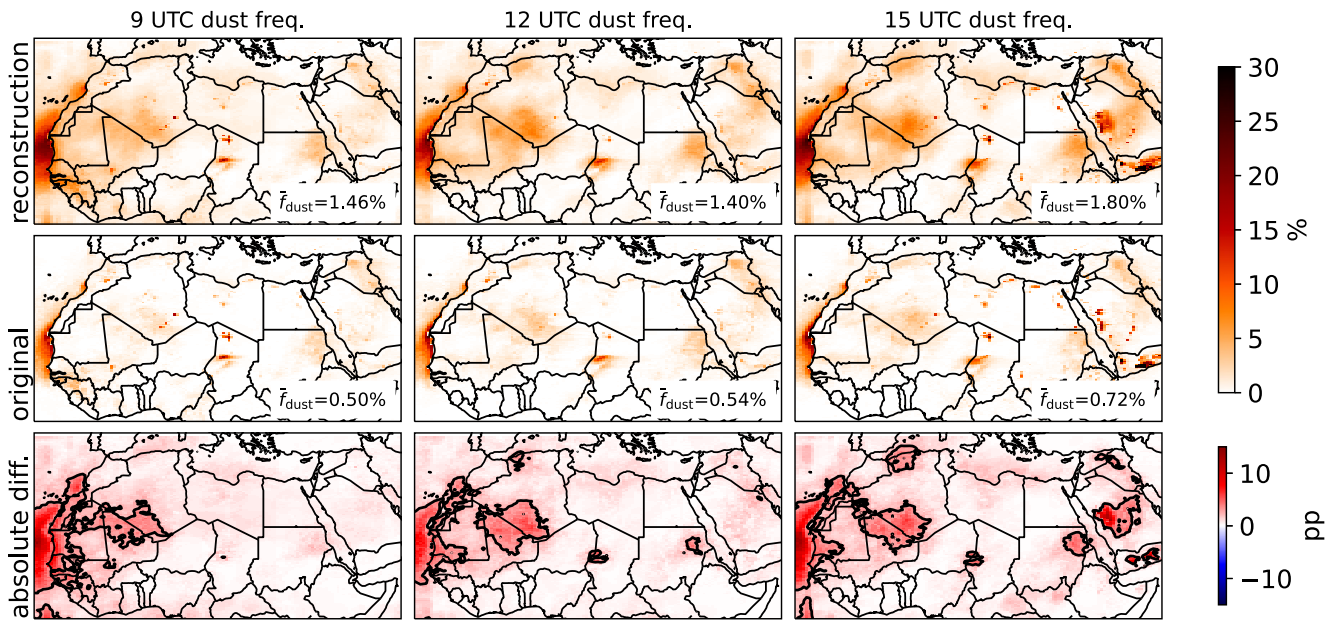 9 UTC dust freq.
12 UTC dust freq.
15 UTC dust freq.
reconstruction
f̄dust=1.46%
f̄dust=1.40%
f̄dust=1.80%
30
25
20
15
10
5
0
%
original
f̄dust=0.50%
f̄dust=0.54%
f̄dust=0.72%
absolute diff.
10
0
−10
pp